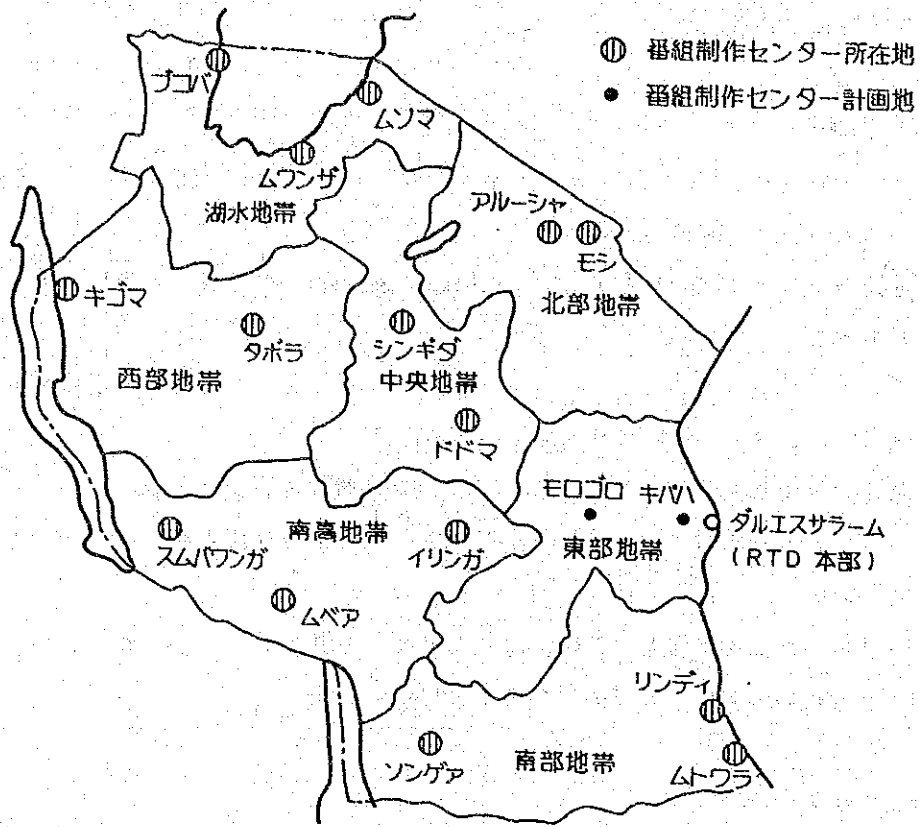 番組制作センター所在地
番組制作センター計画地
ブコバ
ムソマ
ムワンザ
湖水地帯
アルーシャ
モシ
北部地帯
キゴマ
タボラ
西部地帯
シンギダ
中央地帯
ドドマ
モロゴロ キバハ
ダルエスサラーム
(RTD 本部)
東部地帯
南高地帯
イリンガ
スムバワンガ
ムベア
リンディ
ソンゲア
南部地帯
ムトワラ